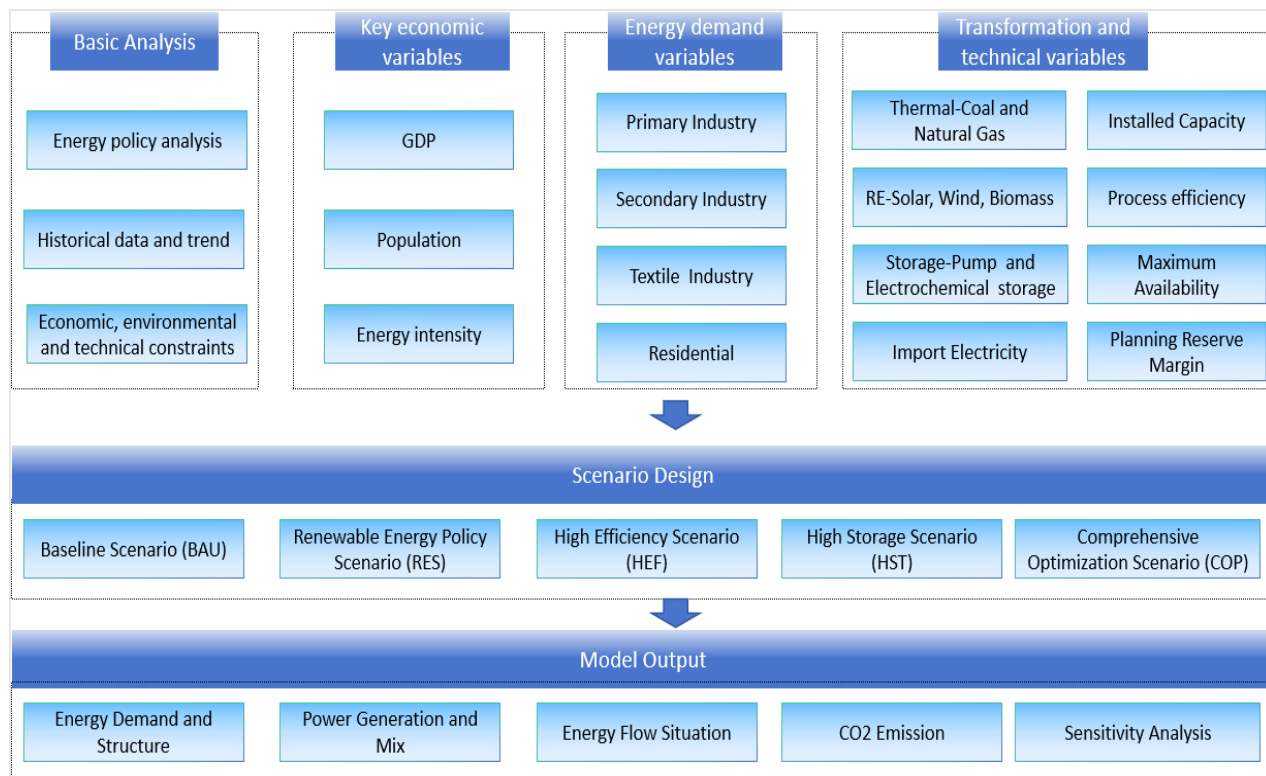 Basic Analysis
Key economic
variables
Energy demand
variables
Transformation and
technical variables
Energy policy analysis
Historical data and trend
Economic, environmental
and technical constraints
GDP
Population
Energy intensity
Primary Industry
Secondary Industry
Textile Industry
Residential
Thermal-Coal and
Natural Gas
RE-Solar, Wind, Biomass
Storage-Pump and
Electrochemical storage
Import Electricity
Installed Capacity
Process efficiency
Maximum
Availability
Planning Reserve
Margin
Scenario Design
Baseline Scenario (BAU)
Renewable Energy Policy
Scenario (RES)
High Efficiency Scenario
(HEF)
High Storage Scenario
(HST)
Comprehensive
Optimization Scenario (COP)
Model Output
Energy Demand and
Structure
Power Generation and
Mix
Energy Flow Situation
CO2 Emission
Sensitivity Analysis